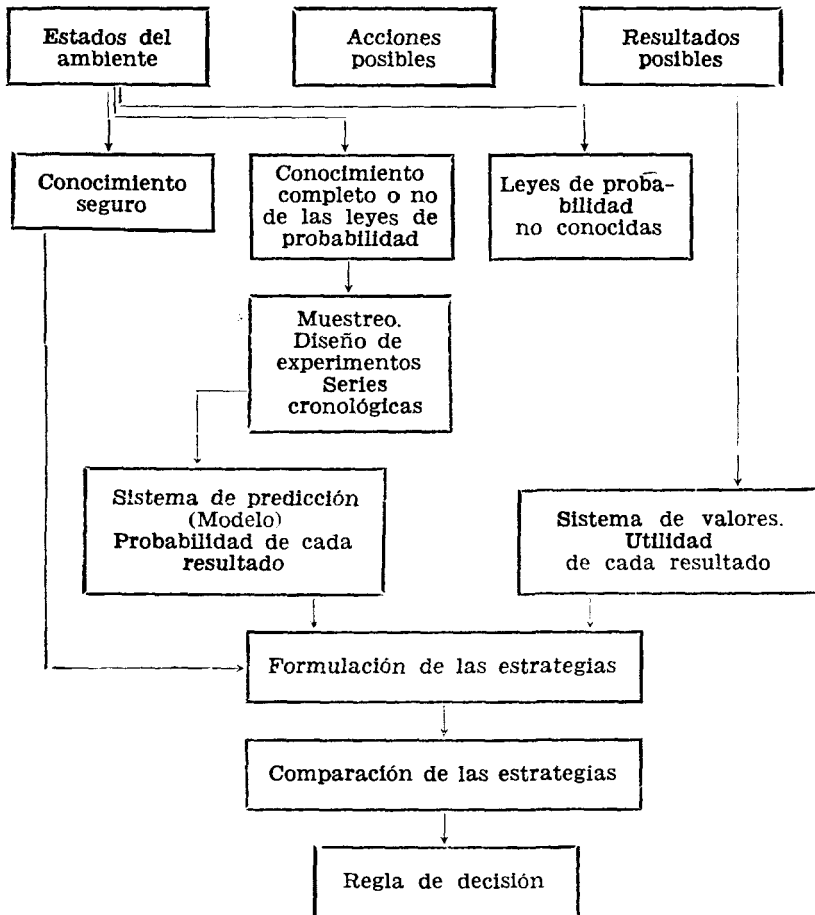 Estados del
ambiente
Acciones
posibles
Resultados
posibles
Conocimiento
seguro
Conocimiento
completo o no
de las leyes de
probabilidad
Leyes de proba-
bilidad
no conocidas
Muestreo.
Diseño de
experimentos
Series
cronológicas
Sistema de predicción
(Modelo)
Probabilidad de cada
resultado
Sistema de valores.
Utilidad
de cada resultado
Formulación de las estrategias
Comparación de las estrategias
Regla de decisión